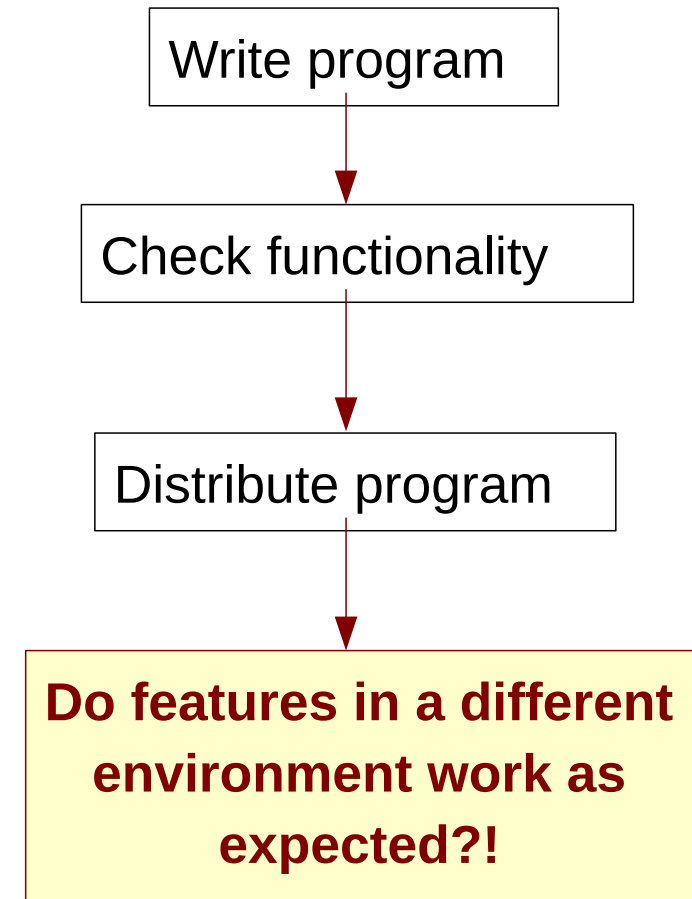 Write program
Check functionality
Distribute program
Do features in a different
environment work as
expected?!